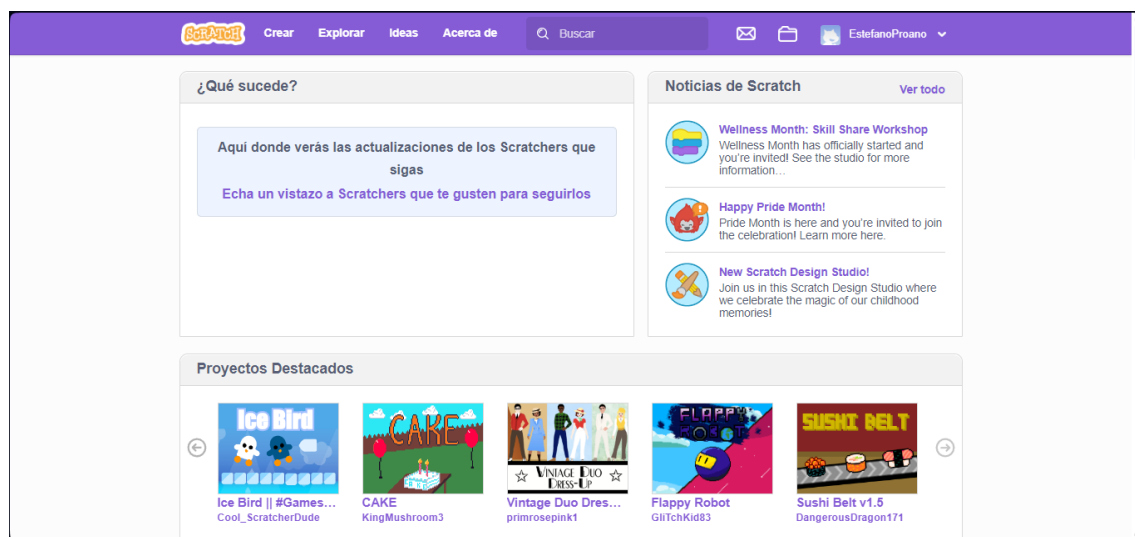 SCRATCH Crear Explorar Ideas Acerca de Buscar EstefanoProano
¿Qué sucede?
Aquí donde verás las actualizaciones de los Scratchers que
sigas
Echa un vistazo a Scratchers que te gusten para seguirlos
Noticias de Scratch Ver todo
Wellness Month: Skill Share Workshop
Wellness Month has officially started and
you're invited! See the studio for more
information…
Happy Pride Month!
Pride Month is here and you're invited to join
the celebration! Learn more here.
New Scratch Design Studio!
Join us in this Scratch Design Studio where
we celebrate the magic of our childhood
memories!
Proyectos Destacados
Ice Bird
CAKE
VINTAGE DUO
DRESS-UP
FLAPPY
ROBOT
SUSHI BELT
Ice Bird || #Games...
Cool_ScratcherDude
CAKE
KingMushroom3
Vintage Duo Dres...
primrosepink1
Flappy Robot
GliTchKid83
Sushi Belt v1.5
DangerousDragon171